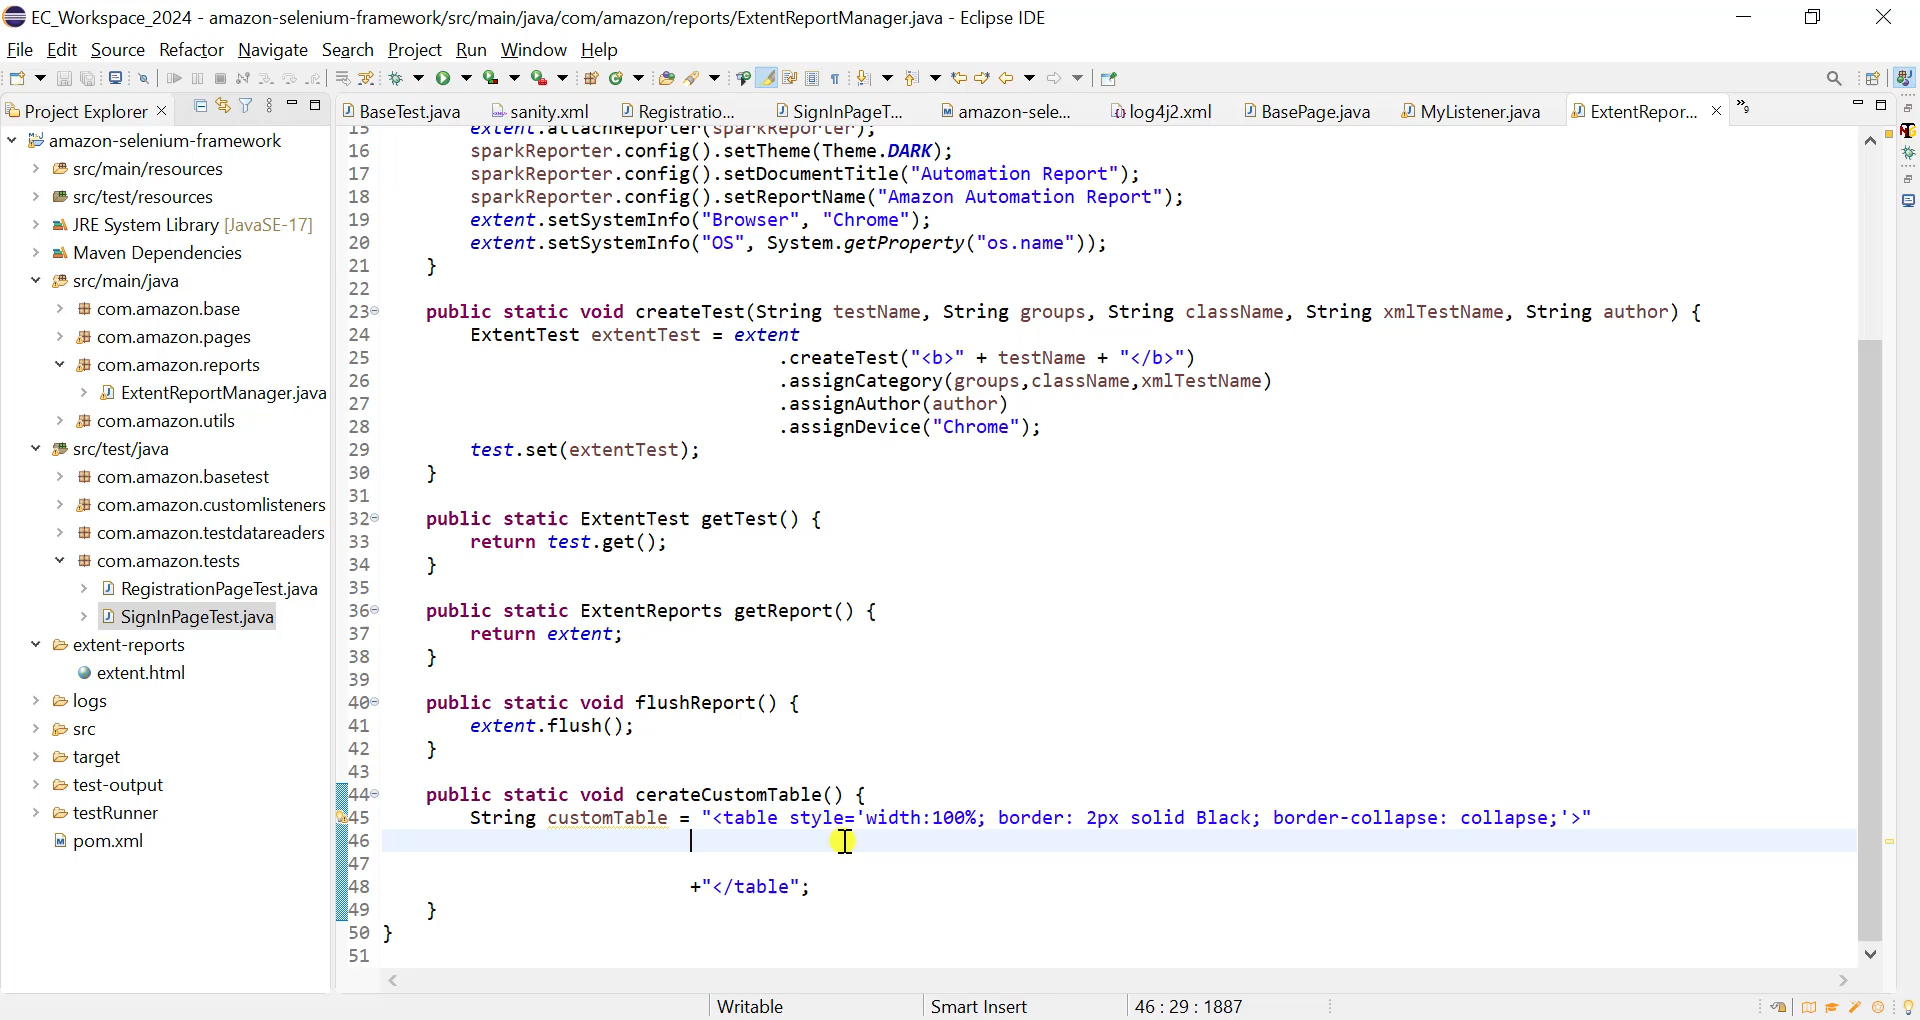 EC_Workspace_2024 - amazon-selenium-framework/src/main/java/com/amazon/reports/ExtentReportManager.java - Eclipse IDE
File Edit Source Refactor Navigate Search Project Run Window Help
Project Explorer
BaseTest.java sanity.xml Registratio... SignInPageT... amazon-sele... log4j2.xml BasePage.java MyListener.java ExtentRepor... 9
amazon-selenium-framework
src/main/resources
src/test/resources
JRE System Library [JavaSE-17]
Maven Dependencies
src/main/java
com.amazon.base
com.amazon.pages
com.amazon.reports
ExtentReportManager.java
com.amazon.utils
src/test/java
com.amazon.basetest
com.amazon.customlisteners
com.amazon.testdatareaders
com.amazon.tests
RegistrationPageTest.java
SignInPageTest.java
extent-reports
extent.html
logs
src
target
test-output
testRunner
pom.xml
15 extent.attachReporter(sparkReporter);
16 sparkReporter.config().setTheme(Theme.DARK);
17 sparkReporter.config().setDocumentTitle("Automation Report");
18 sparkReporter.config().setReportName("Amazon Automation Report");
19 extent.setSystemInfo("Browser", "Chrome");
20 extent.setSystemInfo("OS", System.getProperty("os.name"));
21 }
22
23 public static void createTest(String testName, String groups, String className, String xmlTestName, String author) {
24 ExtentTest extentTest = extent
25 .createTest("<b>" + testName + "</b>")
26 .assignCategory(groups,className,xmlTestName)
27 .assignAuthor(author)
28 .assignDevice("Chrome");
29 test.set(extentTest);
30 }
31
32 public static ExtentTest getTest() {
33 return test.get();
34 }
35
36 public static ExtentReports getReport() {
37 return extent;
38 }
39
40 public static void flushReport() {
41 extent.flush();
42 }
43
44 public static void cerateCustomTable() {
45 String customTable = "<table style='width:100%; border: 2px solid Black; border-collapse: collapse;'>"
46
47
48 +"</table";
49 }
50 }
51
Writable Smart Insert 46 : 29 : 1887